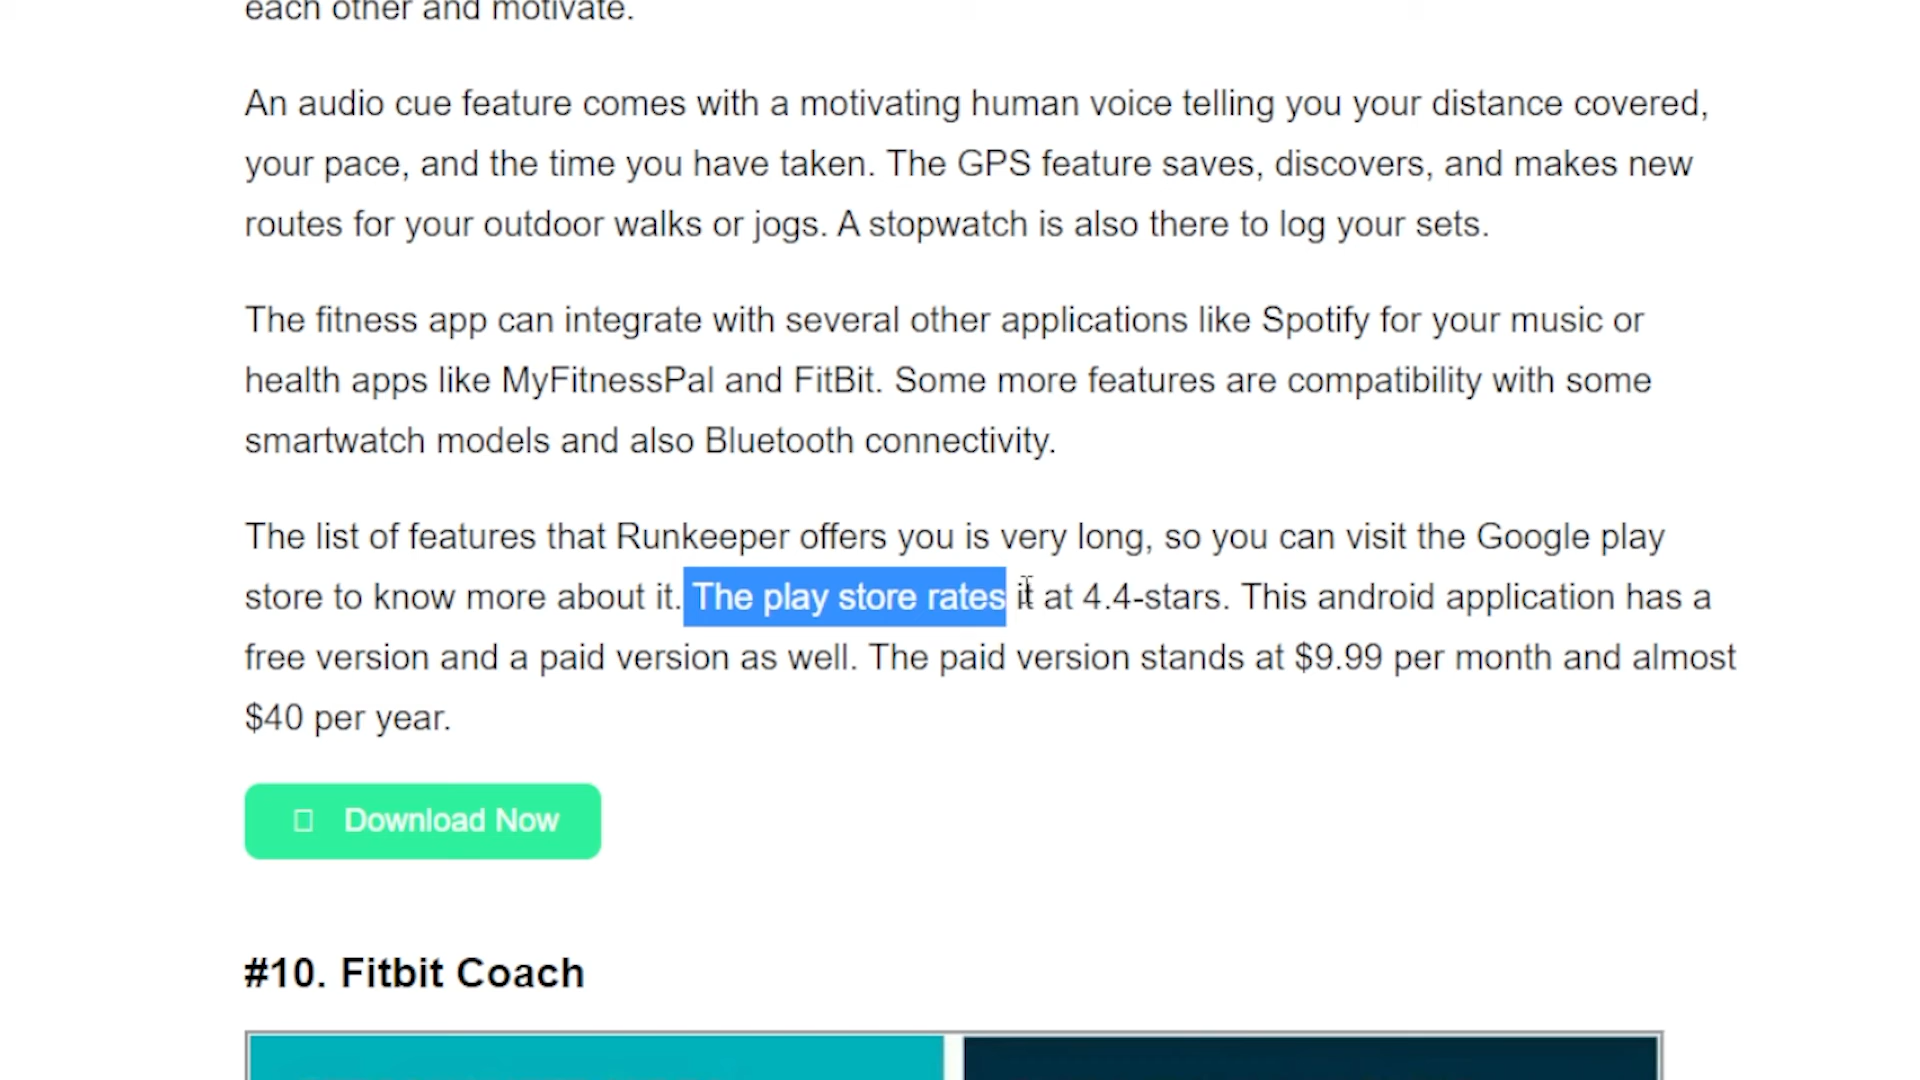 each other and motivate.
An audio cue feature comes with a motivating human voice telling you your distance covered,
your pace, and the time you have taken. The GPS feature saves, discovers, and makes new
routes for your outdoor walks or jogs. A stopwatch is also there to log your sets.
The fitness app can integrate with several other applications like Spotify for your music or
health apps like MyFitnessPal and FitBit. Some more features are compatibility with some
smartwatch models and also Bluetooth connectivity.
The list of features that Runkeeper offers you is very long, so you can visit the Google play
store to know more about it. The play store rates it at 4.4-stars. This android application has a
free version and a paid version as well. The paid version stands at $9.99 per month and almost
$40 per year.
Download Now
#10. Fitbit Coach